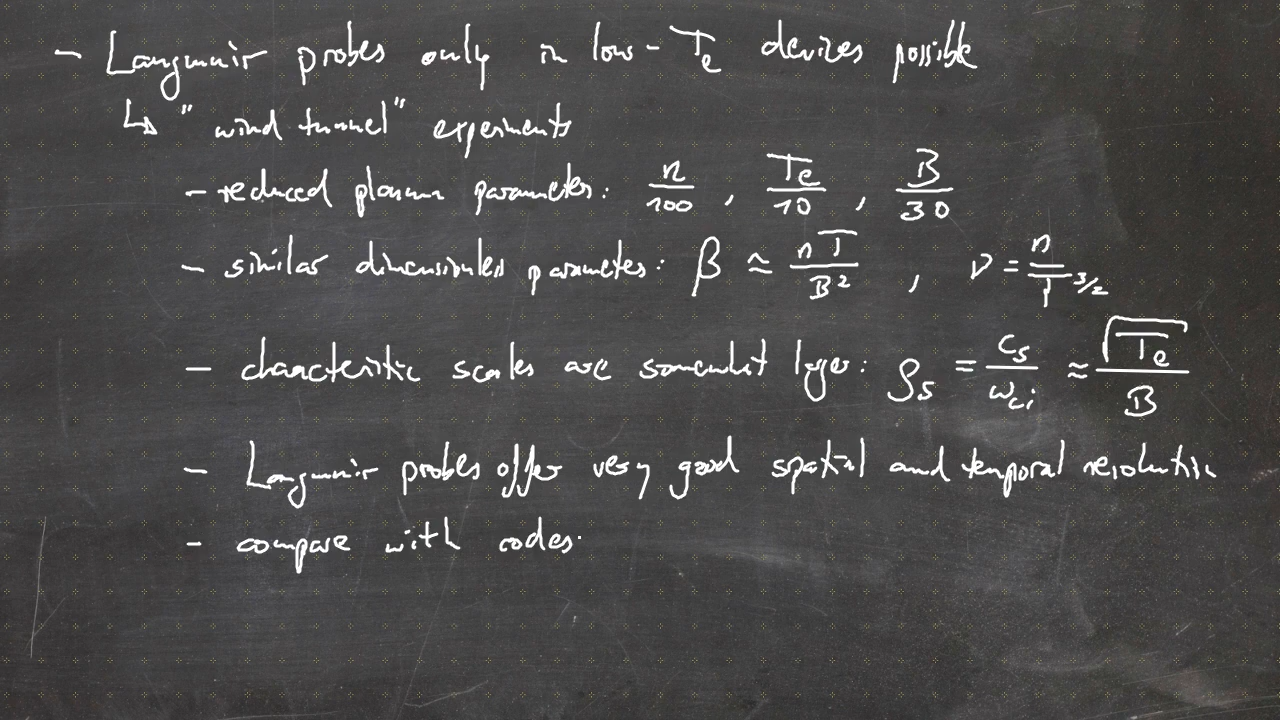 - Langmuir probes only in low-Te devices possible
↳ "wind tunnel" experiments
- reduced plasma parameters: n/100, Te/10, B/30
- similar dimensionless parameters: β ≈ nT/B², ν = n/T^3/2
- characteristic scales are somewhat larger: ρs = cs/ωci ≈ √Te/B
- Langmuir probes offer very good spatial and temporal resolution
- compare with codes